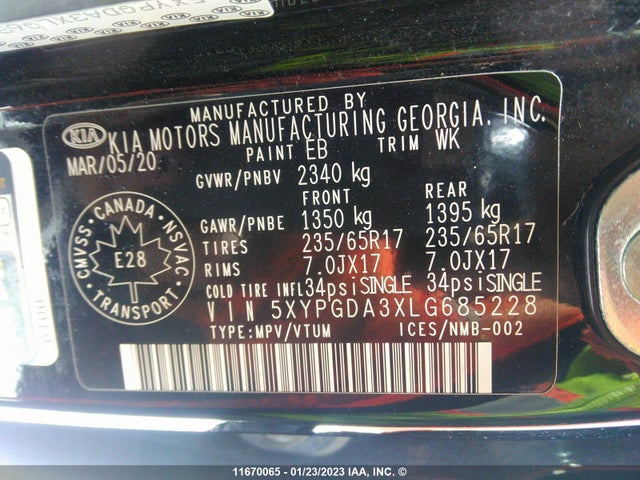 MANUFACTURED BY
KIA KIA MOTORS MANUFACTURING GEORGIA, INC.
MAR/05/20 PAINT EB TRIM WK
GVWR/PNBV 2340 kg
FRONT REAR
GAWR/PNBE 1350 kg 1395 kg
TIRES 235/65R17 235/65R17
RIMS 7.0JX17 7.0JX17
COLD TIRE INFL 34psiSINGLE 34psiSINGLE
VIN 5XYPGDA3XLG685228
TYPE:MPV/VTUM ICES/NMB-002
CANADA
CMVSS NSVAC
E28
TRANSPORT
11670065 - 01/23/2023 IAA, INC. ©